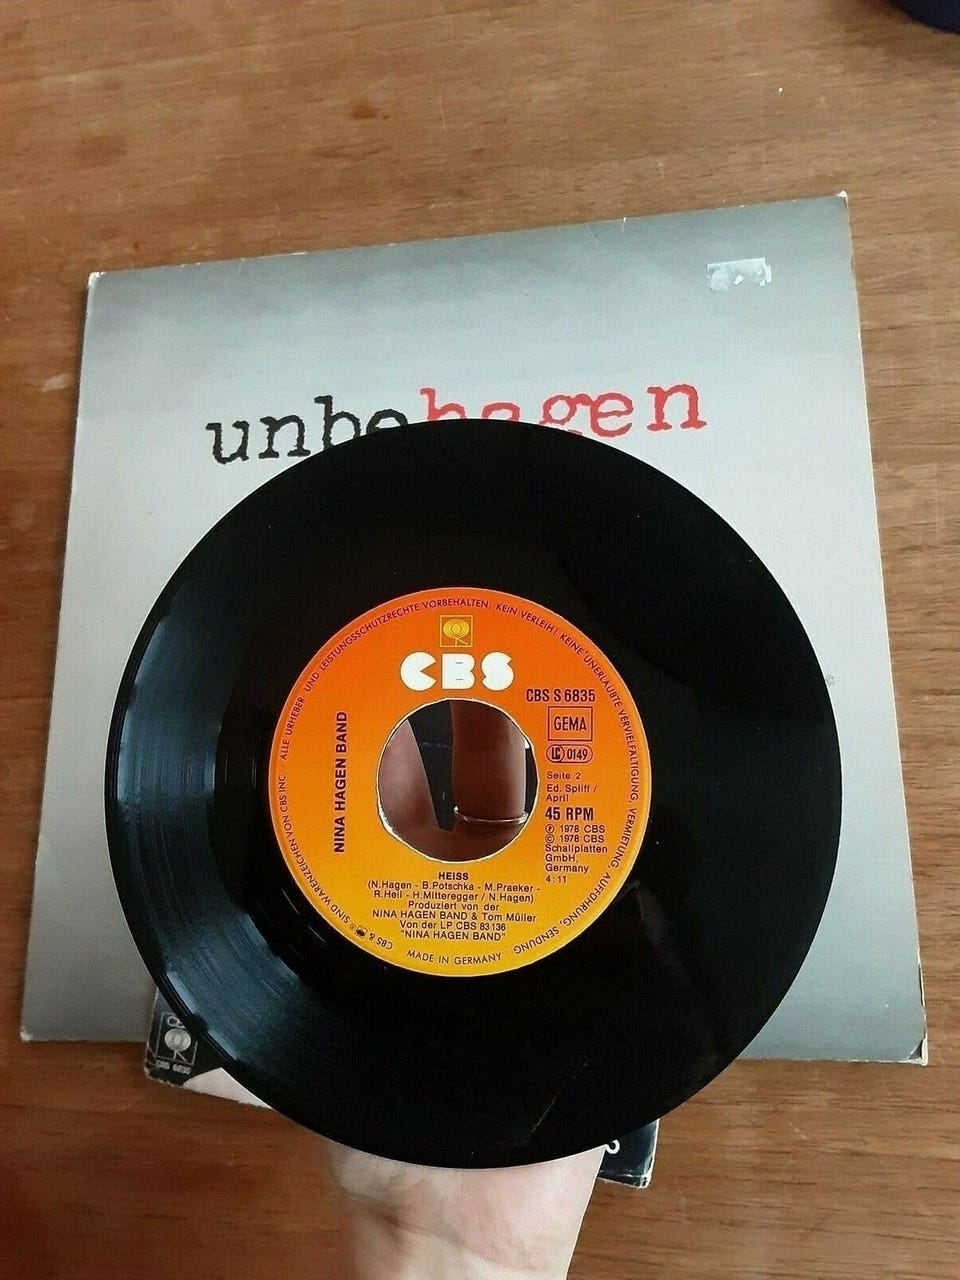 unbehagen
ALLE URHEBER- UND LEISTUNGSSCHUTZRECHTE VORBEHALTEN, KEIN VERLEIH! KEINE UNERLAUBTE VERVIELFÄLTIGUNG, VERMIETUNG, AUFFÜHRUNG, SENDUNG
CBS
CBS S 6835
GEMA
LC 0149
NINA HAGEN BAND
Seite 2
Ed. Spliff /
April
45 RPM
Ⓟ 1978 CBS
© 1978 CBS
Schallplatten
GmbH,
Germany
4:11
HEISS
(N.Hagen - B.Potschka - M.Praeker -
R.Heil - H.Mitteregger / N.Hagen)
Produziert von der
NINA HAGEN BAND & Tom Müller
Von der LP CBS 83136
"NINA HAGEN BAND"
· MADE IN GERMANY ·
CBS & ® SIND WARENZEICHEN VON CBS INC.
CBS 6835